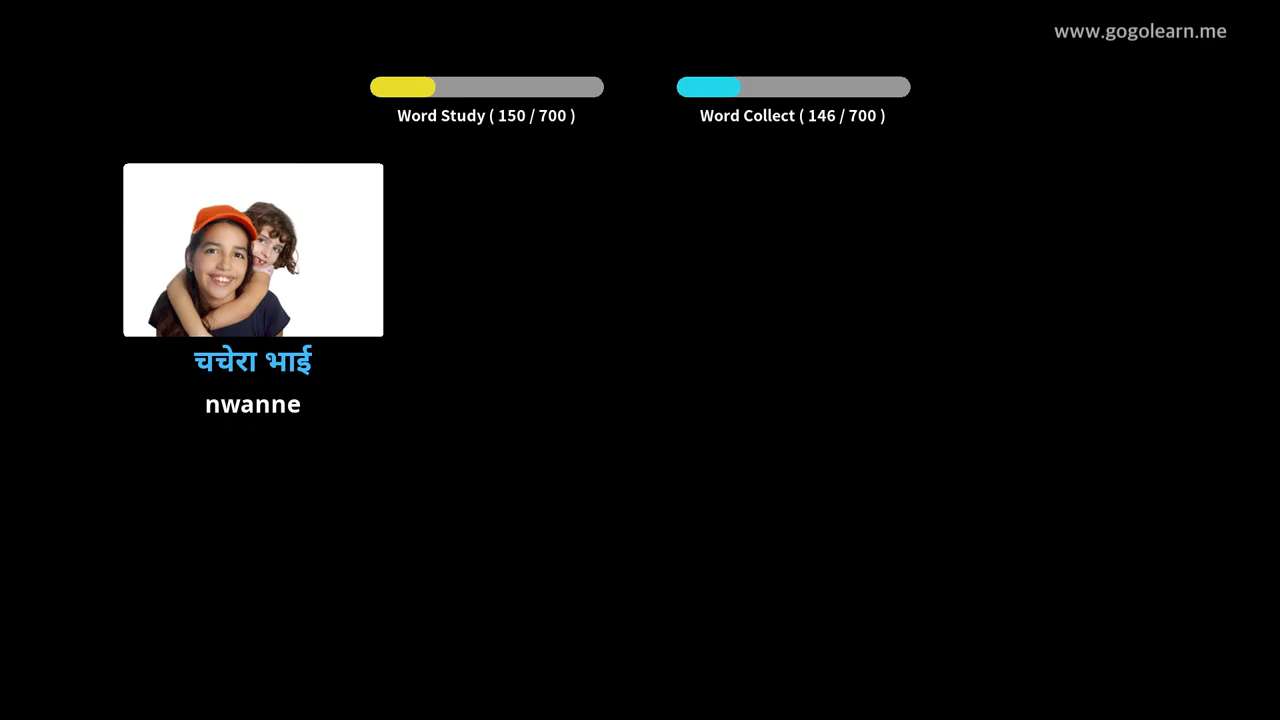 www.gogolearn.me
Word Study ( 150 / 700 )
Word Collect ( 146 / 700 )
चचेरा भाई
nwanne